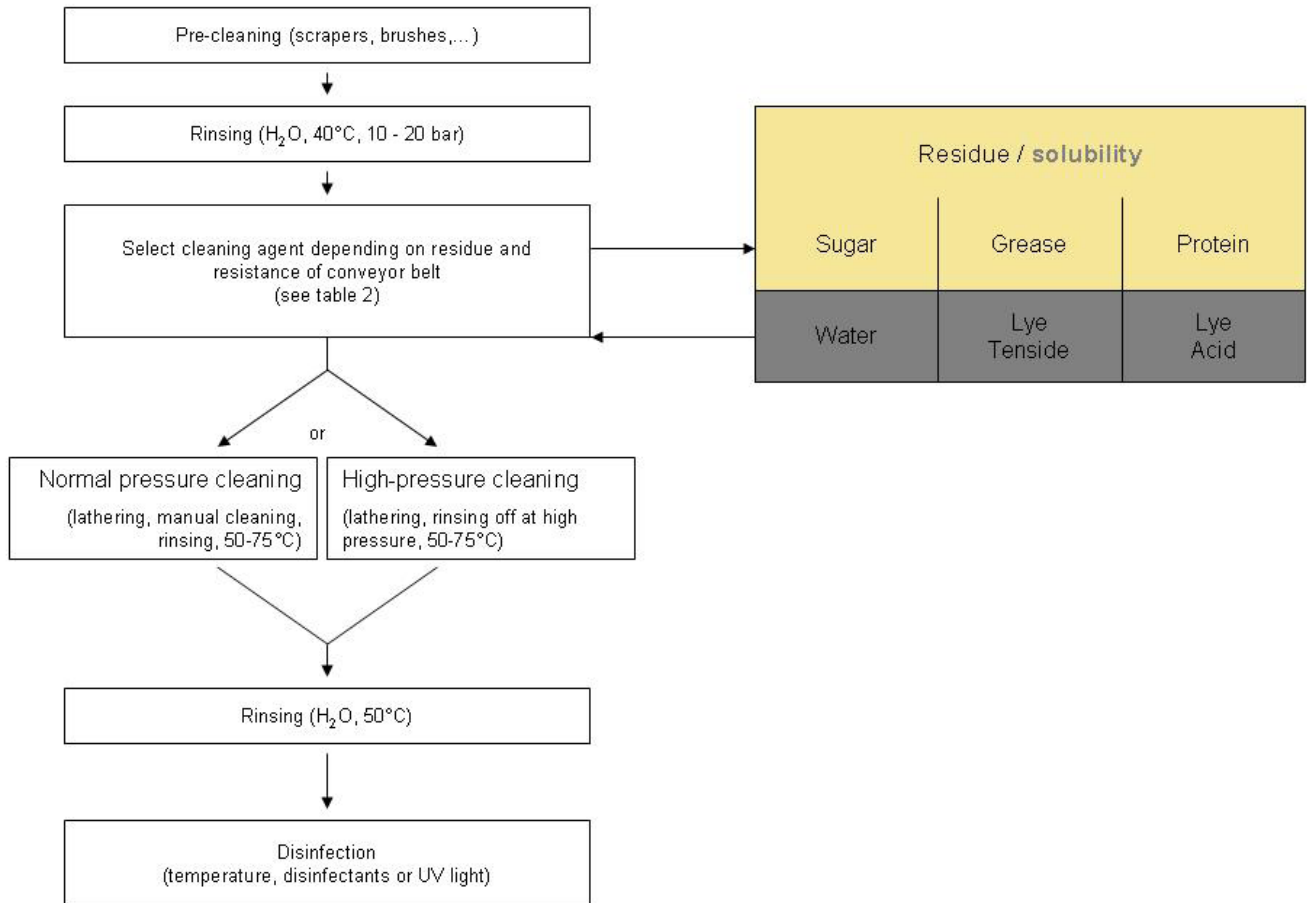 Pre-cleaning (scrapers, brushes,...)
Rinsing (H₂O, 40°C, 10 - 20 bar)
Select cleaning agent depending on residue and
resistance of conveyor belt
(see table 2)
Residue / solubility
Sugar
Grease
Protein
Water
Lye
Tenside
Lye
Acid
or
Normal pressure cleaning
(lathering, manual cleaning,
rinsing, 50-75°C)
High-pressure cleaning
(lathering, rinsing off at high
pressure, 50-75°C)
Rinsing (H₂O, 50°C)
Disinfection
(temperature, disinfectants or UV light)